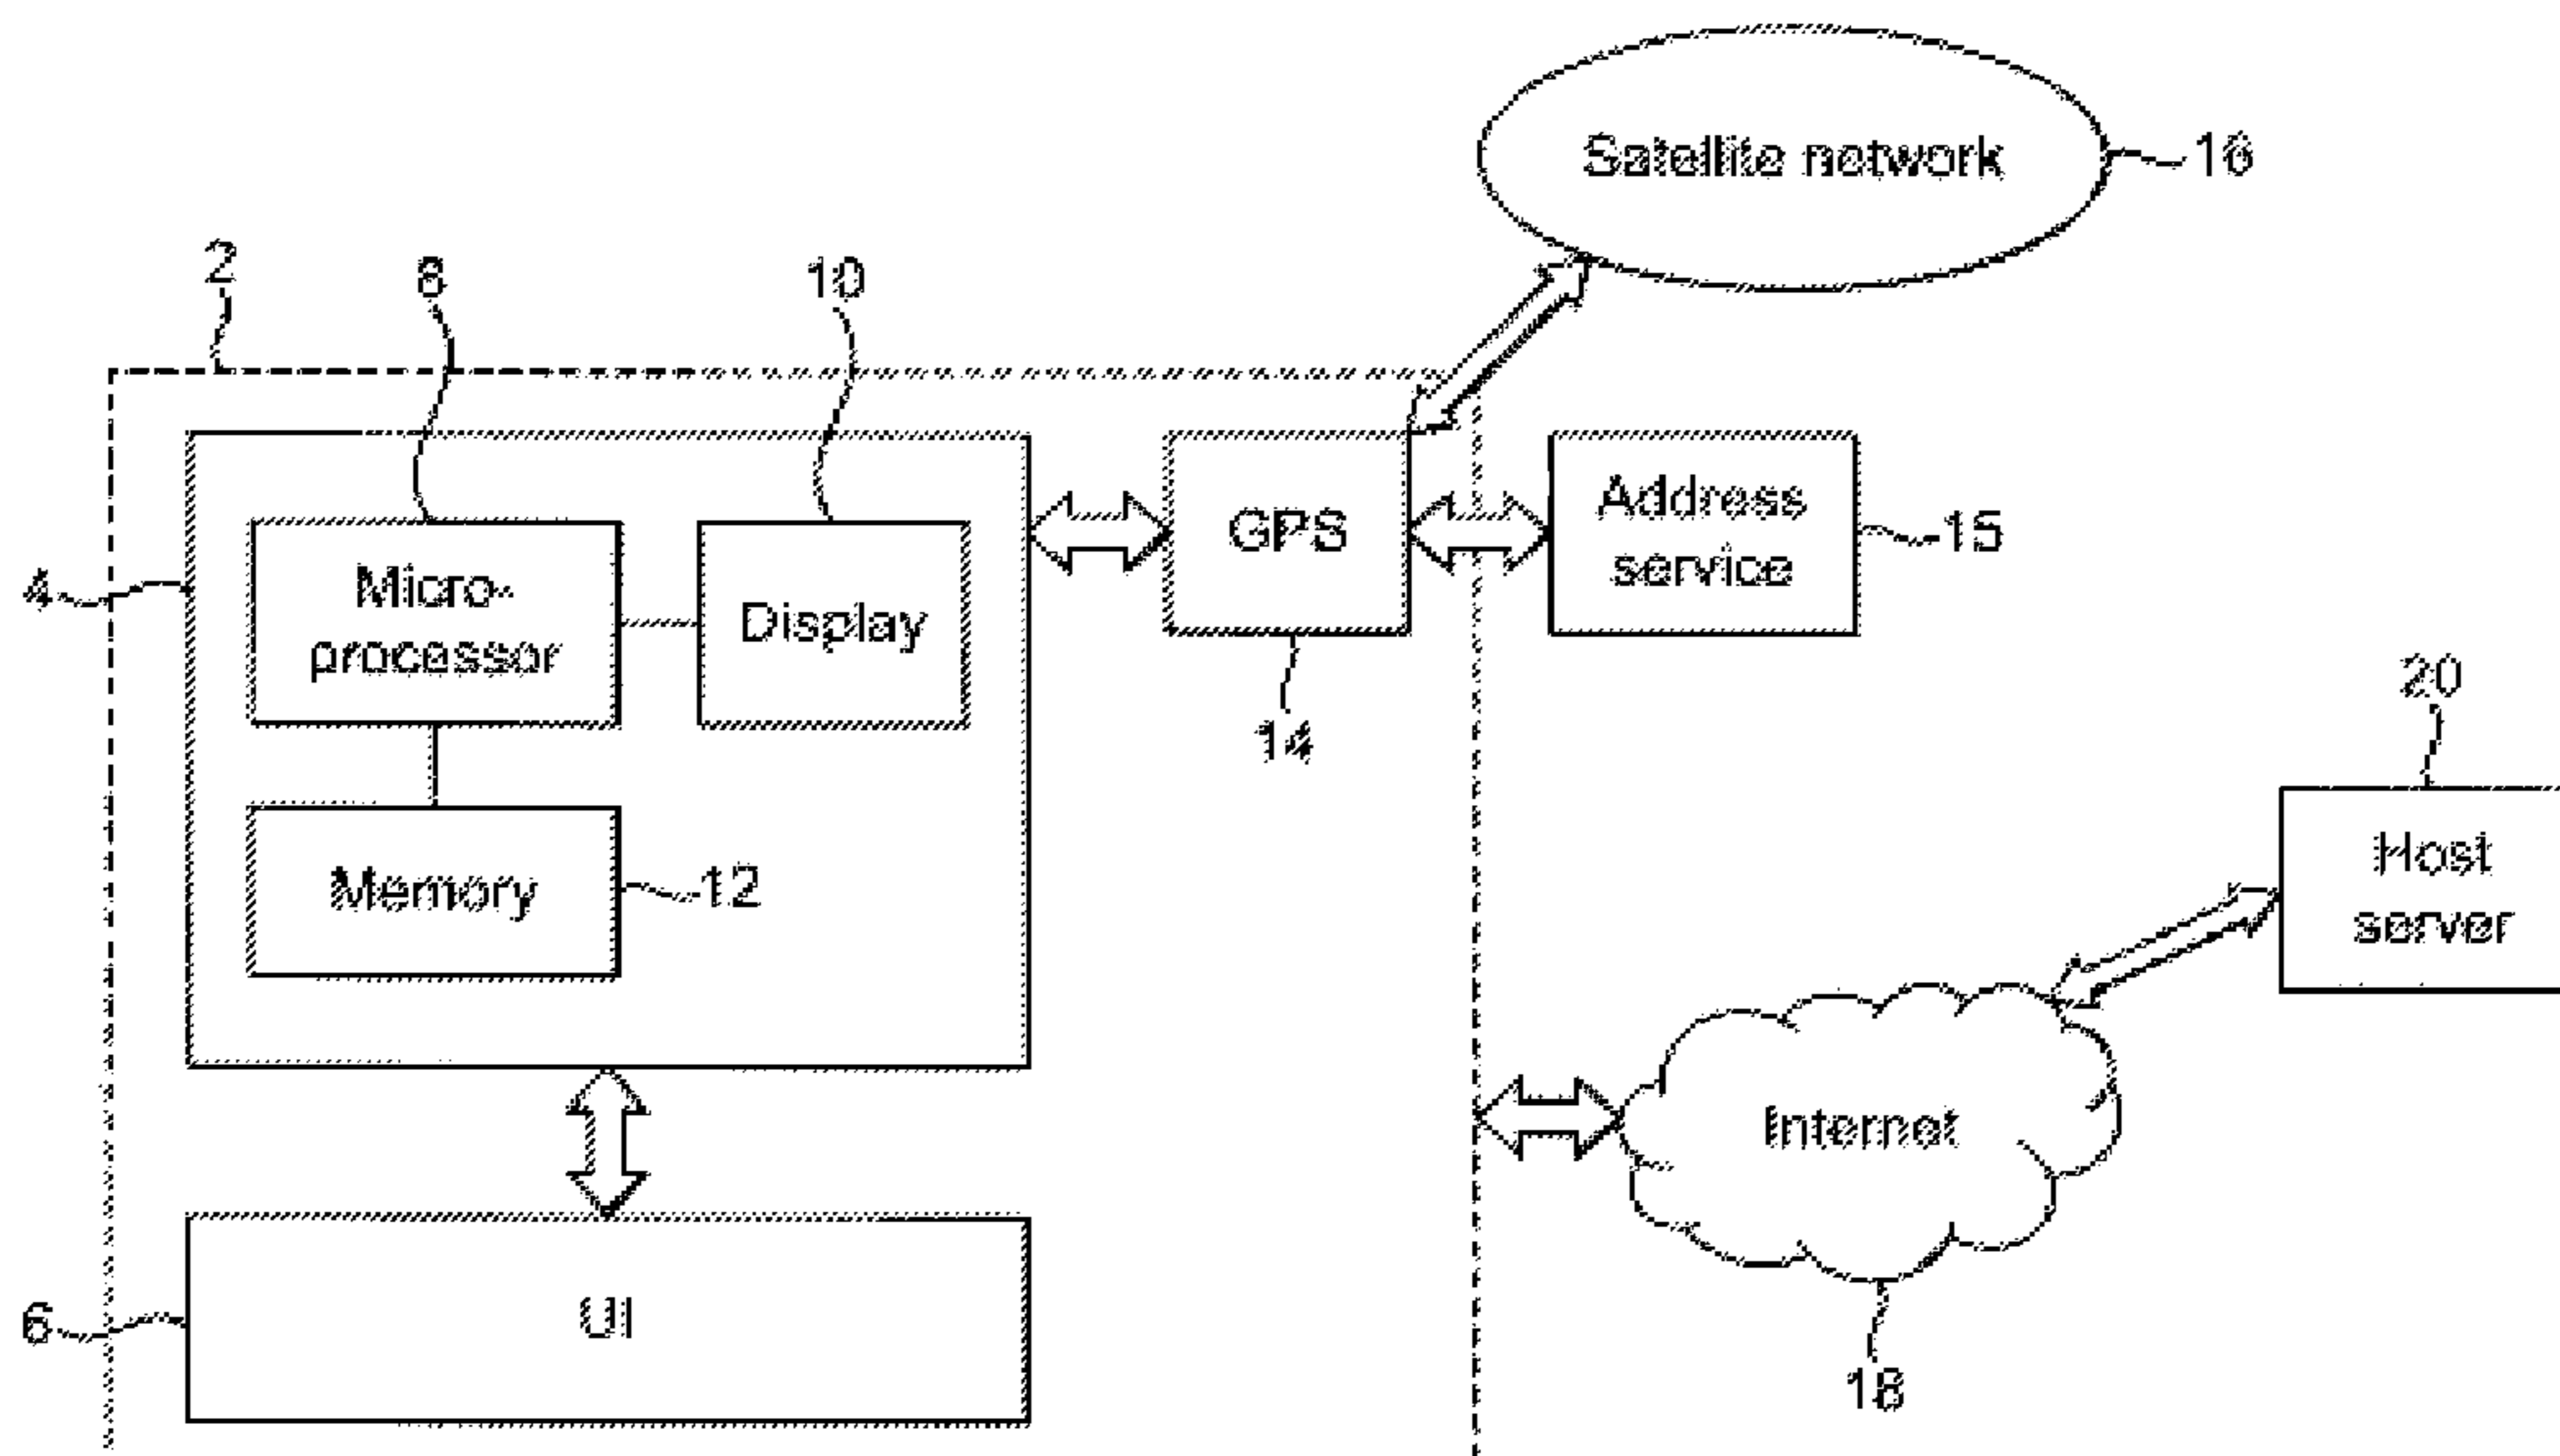 Satellite network
16
2
8
10
Address
service
15
GPS
14
4
Micro-
processor
Display
Memory
12
20
Host
server
Internet
18
6
UI